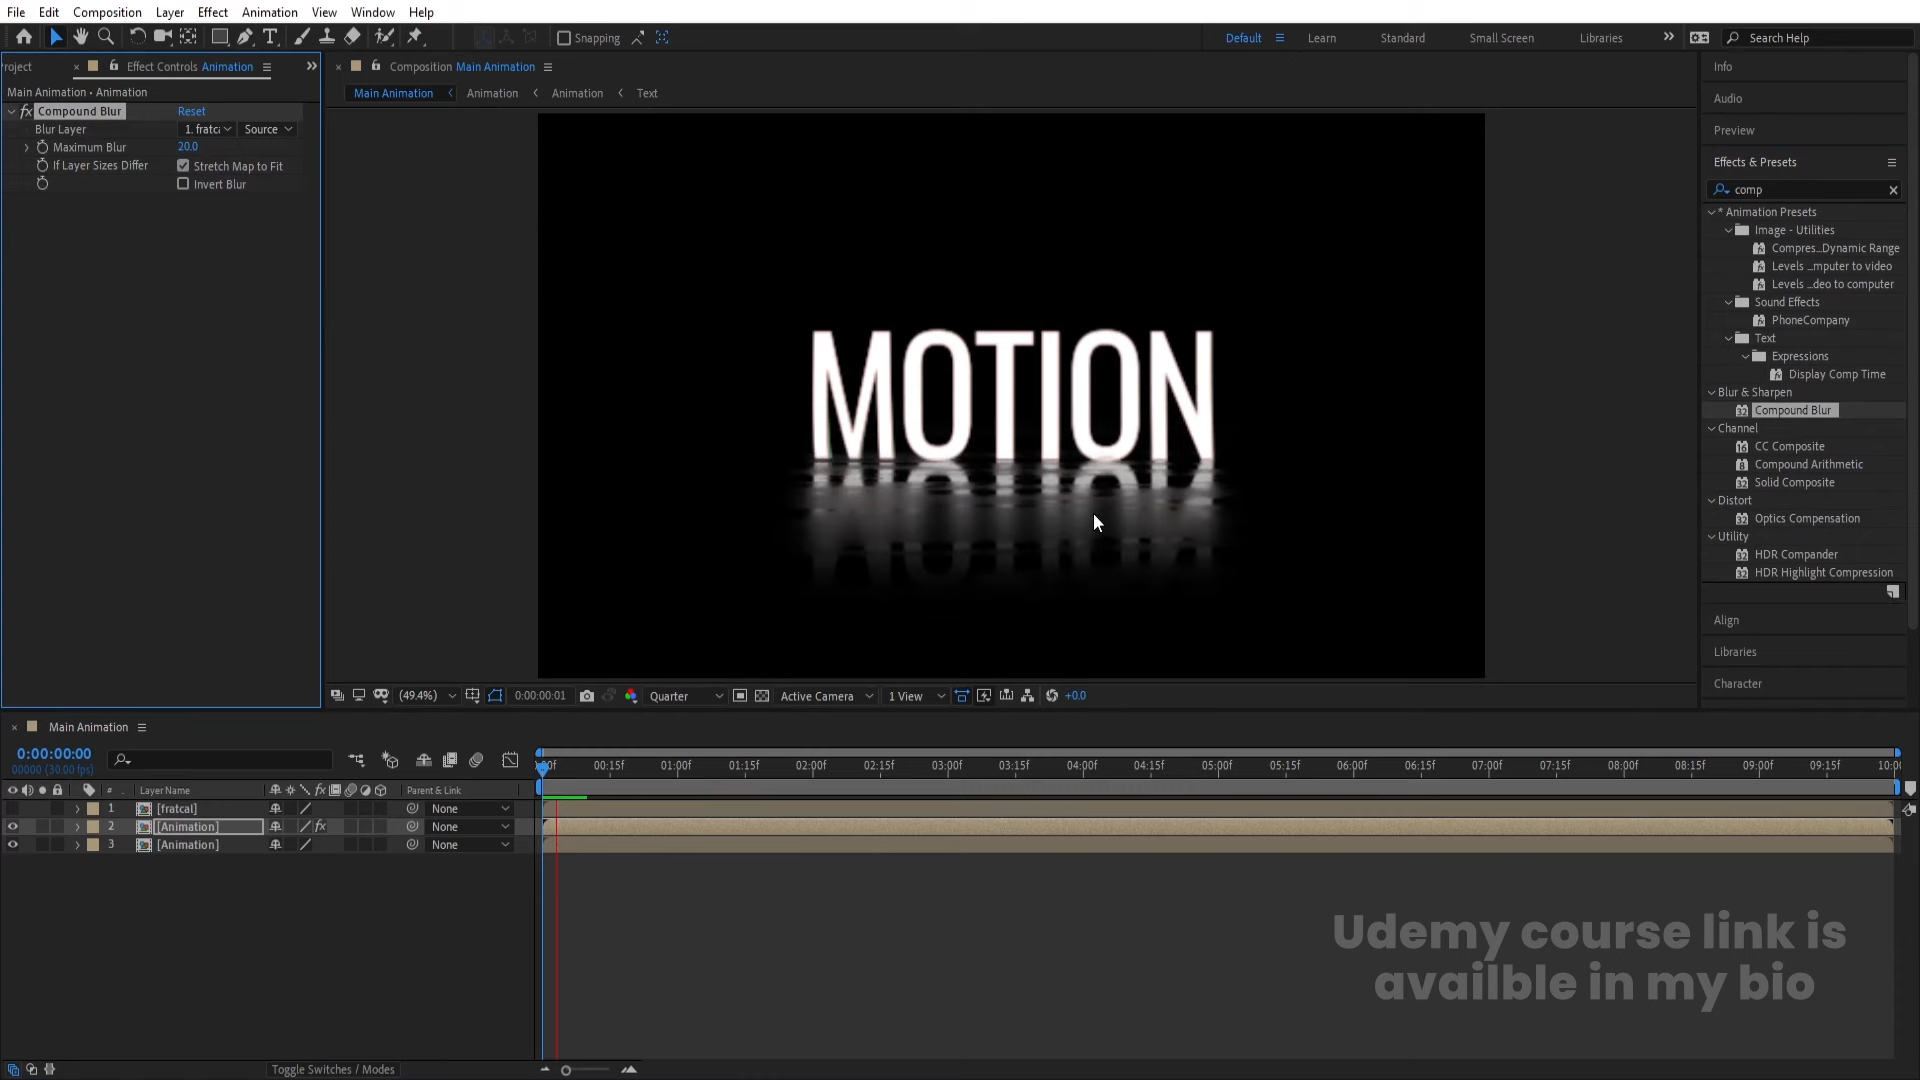 File Edit Composition Layer Effect Animation View Window Help
Snapping Default Learn Standard Small Screen Libraries Search Help
roject Effect Controls Animation
Main Animation • Animation
fx Compound Blur Reset
Blur Layer 1. fratc Source
Maximum Blur 20.0
If Layer Sizes Differ Stretch Map to Fit
Invert Blur
Composition Main Animation
Main Animation Animation Animation Text
MOTION
(49.4%) 0:00:00:01 Quarter Active Camera 1 View +0.0
Info
Audio
Preview
Effects & Presets
comp
* Animation Presets
Image - Utilities
Compres...Dynamic Range
Levels ...mputer to video
Levels ...deo to computer
Sound Effects
PhoneCompany
Text
Expressions
Display Comp Time
Blur & Sharpen
Compound Blur
Channel
CC Composite
Compound Arithmetic
Solid Composite
Distort
Optics Compensation
Utility
HDR Compander
HDR Highlight Compression
Align
Libraries
Character
Main Animation
0:00:00:00
00000 (30.00 fps)
:00f 00:15f 01:00f 01:15f 02:00f 02:15f 03:00f 03:15f 04:00f 04:15f 05:00f 05:15f 06:00f 06:15f 07:00f 07:15f 08:00f 08:15f 09:00f 09:15f 10:0
# Layer Name fx Parent & Link
1 [fratcal] None
2 [Animation] fx None
3 [Animation] None
Udemy course link is
availble in my bio
Toggle Switches / Modes